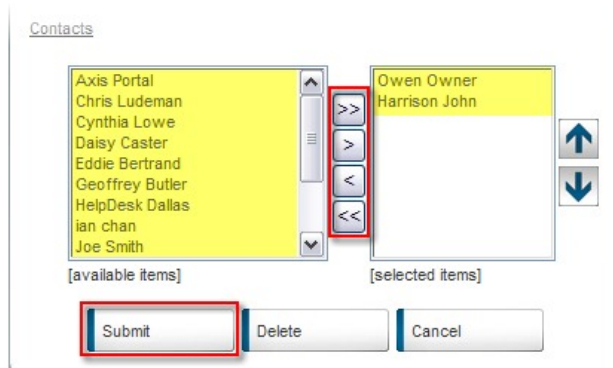 Contacts
Axis Portal
Chris Ludeman
Cynthia Lowe
Daisy Caster
Eddie Bertrand
Geoffrey Butler
HelpDesk Dallas
ian chan
Joe Smith
[available items]
>>
>
<
<<
Owen Owner
Harrison John
[selected items]
Submit
Delete
Cancel